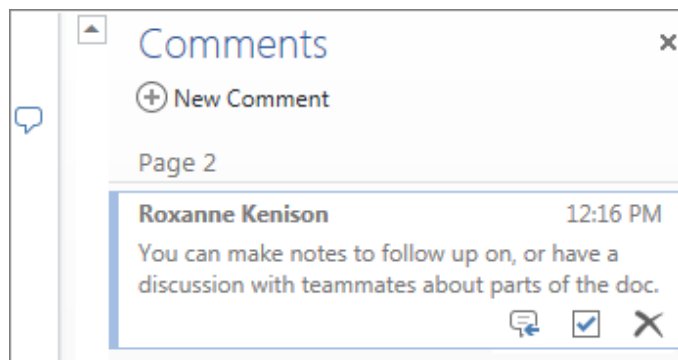 Comments
New Comment
Page 2
Roxanne Kenison 12:16 PM
You can make notes to follow up on, or have a
discussion with teammates about parts of the doc.